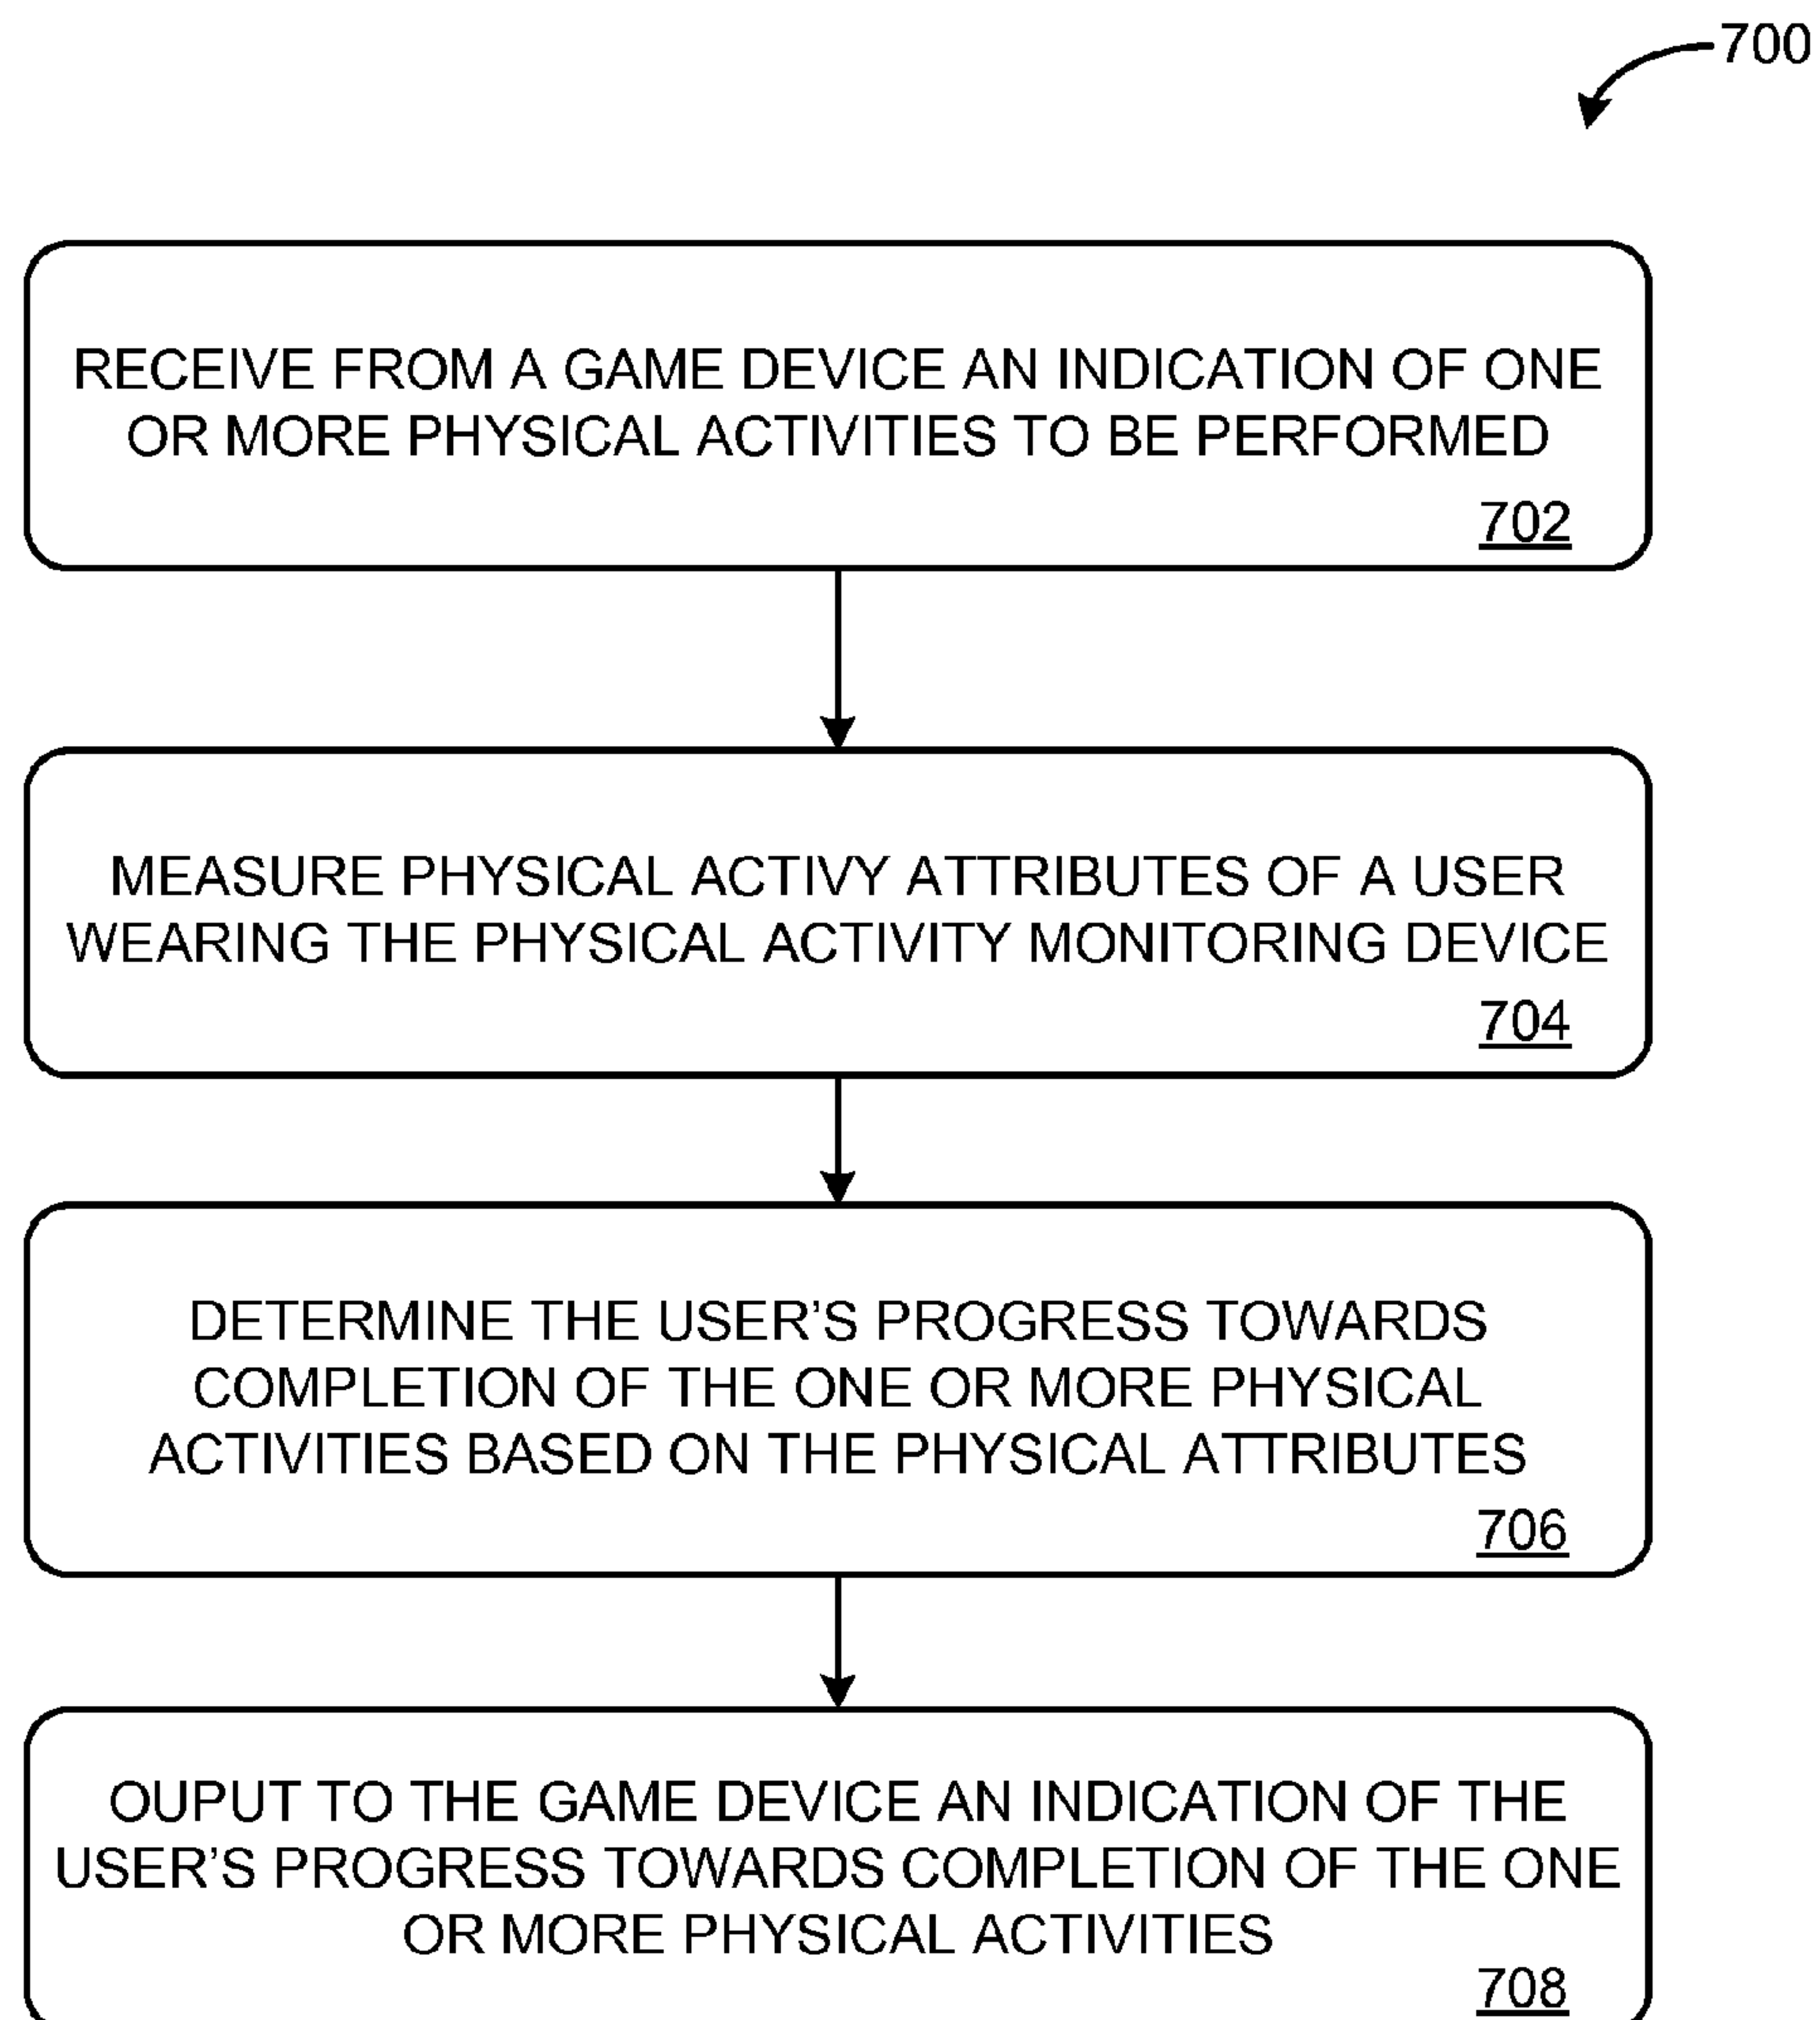 700
RECEIVE FROM A GAME DEVICE AN INDICATION OF ONE
OR MORE PHYSICAL ACTIVITIES TO BE PERFORMED
702
MEASURE PHYSICAL ACTIVY ATTRIBUTES OF A USER
WEARING THE PHYSICAL ACTIVITY MONITORING DEVICE
704
DETERMINE THE USER’S PROGRESS TOWARDS
COMPLETION OF THE ONE OR MORE PHYSICAL
ACTIVITIES BASED ON THE PHYSICAL ATTRIBUTES
706
OUPUT TO THE GAME DEVICE AN INDICATION OF THE
USER’S PROGRESS TOWARDS COMPLETION OF THE ONE
OR MORE PHYSICAL ACTIVITIES
708